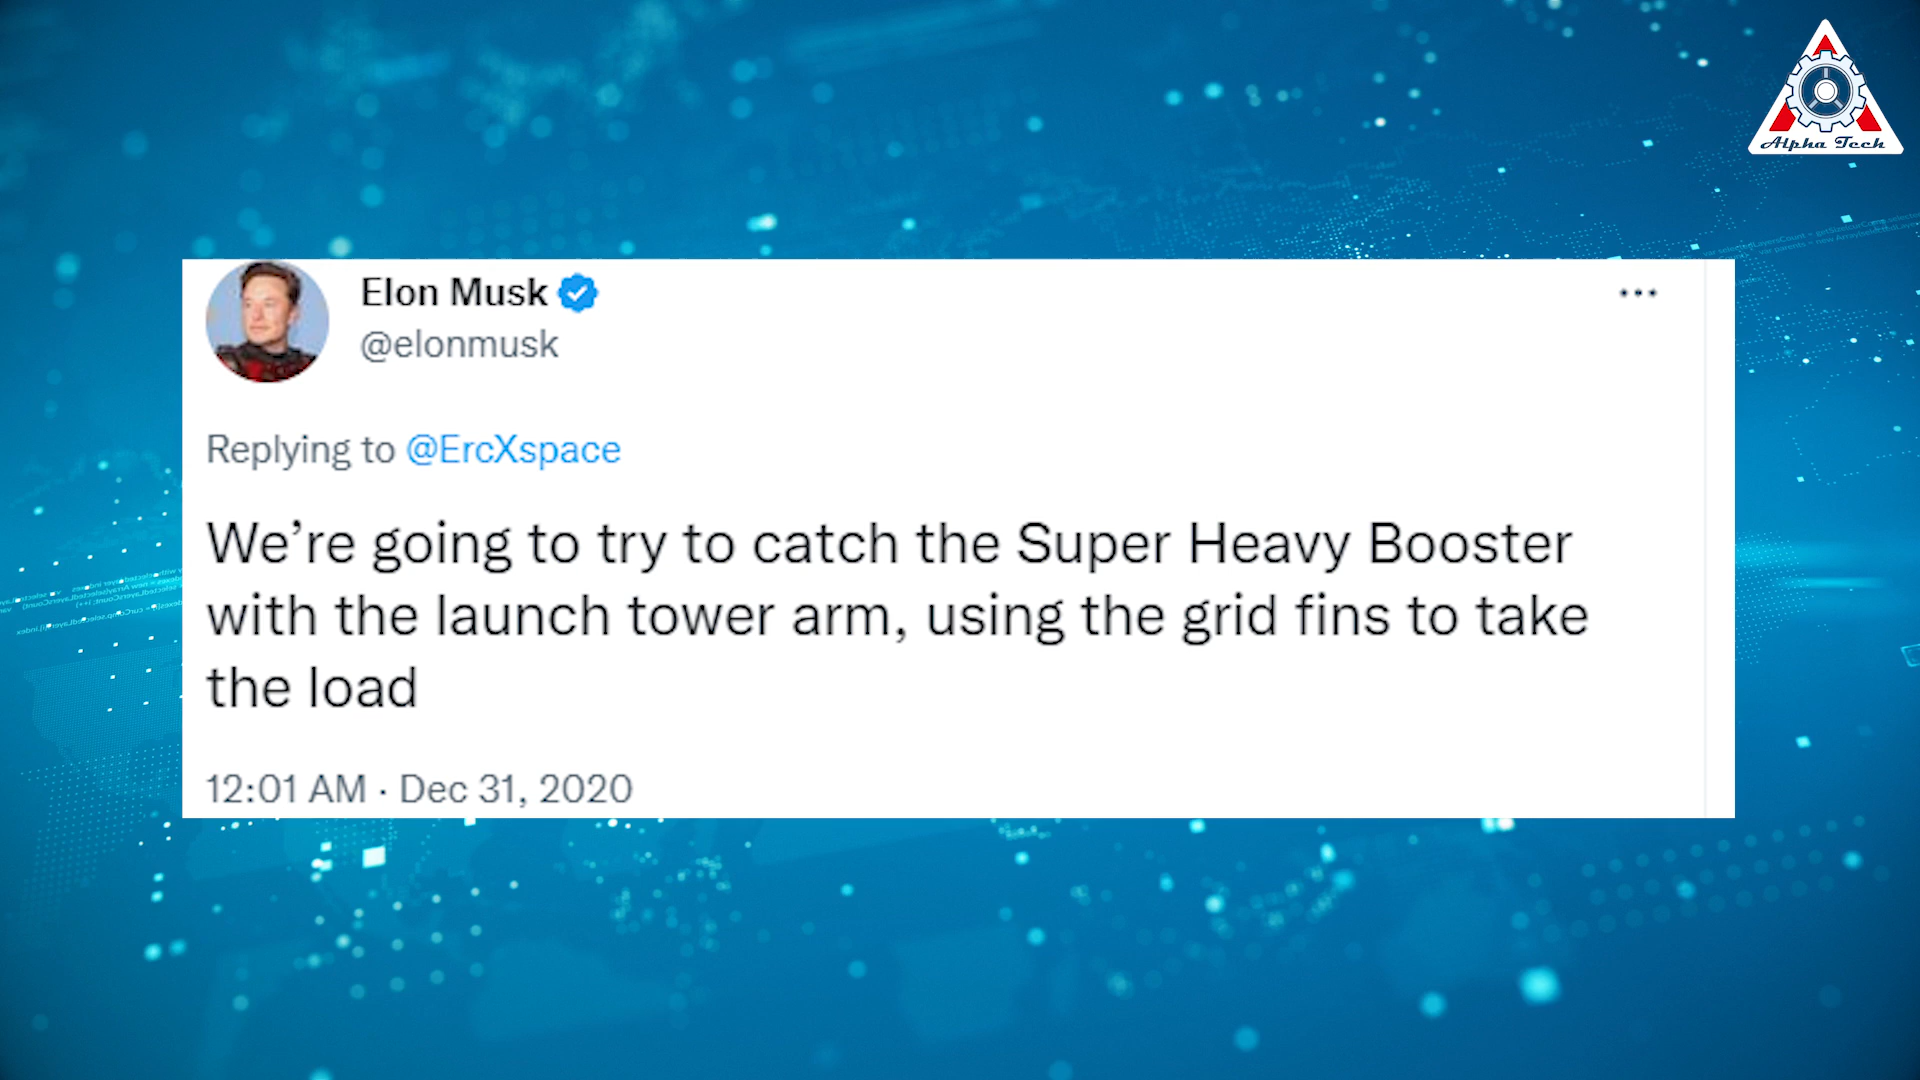 Alpha Tech
Elon Musk
@elonmusk
Replying to @ErcXspace
We’re going to try to catch the Super Heavy Booster
with the launch tower arm, using the grid fins to take
the load
12:01 AM · Dec 31, 2020